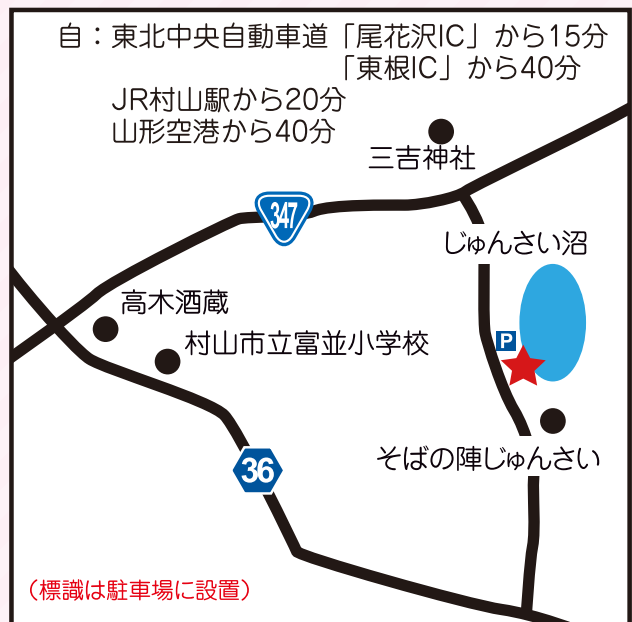 自：東北中央自動車道「尾花沢IC」から15分
「東根IC」から40分
JR村山駅から20分
山形空港から40分
三吉神社
347
じゅんさい沼
高木酒蔵
P
村山市立富並小学校
そばの陣じゅんさい
36
（標識は駐車場に設置）